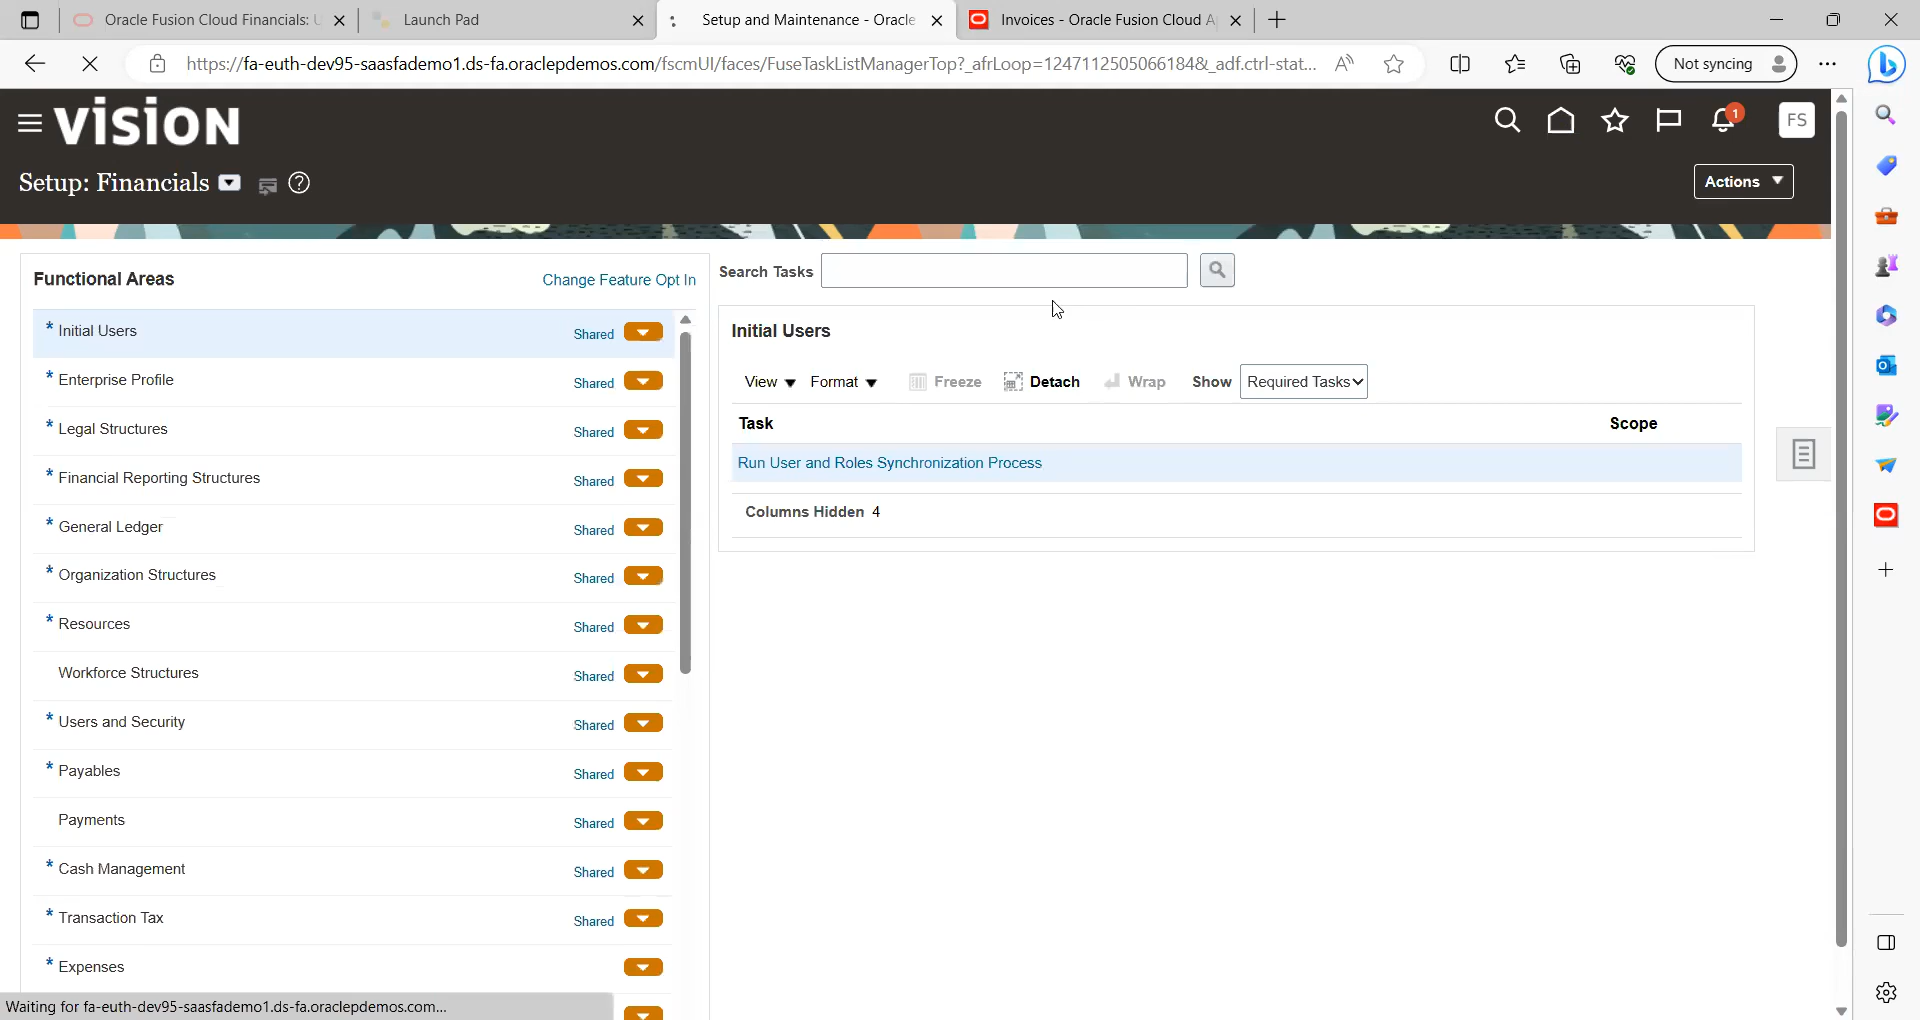 Oracle Fusion Cloud Financials: U
Launch Pad
Setup and Maintenance - Oracle
Invoices - Oracle Fusion Cloud A
https://fa-euth-dev95-saasfademo1.ds-fa.oraclepdemos.com/fscmUI/faces/FuseTaskListManagerTop?_afrLoop=12471125050661848&_adf.ctrl-stat...
Not syncing
vision
1
FS
Setup: Financials
Actions
Functional Areas
Change Feature Opt In
Search Tasks
* Initial Users Shared
* Enterprise Profile Shared
* Legal Structures Shared
* Financial Reporting Structures Shared
* General Ledger Shared
* Organization Structures Shared
* Resources Shared
Workforce Structures Shared
* Users and Security Shared
* Payables Shared
Payments Shared
* Cash Management Shared
* Transaction Tax Shared
* Expenses
Initial Users
View Format Freeze Detach Wrap Show Required Tasks
Task Scope
Run User and Roles Synchronization Process
Columns Hidden 4
Waiting for fa-euth-dev95-saasfademo1.ds-fa.oraclepdemos.com...